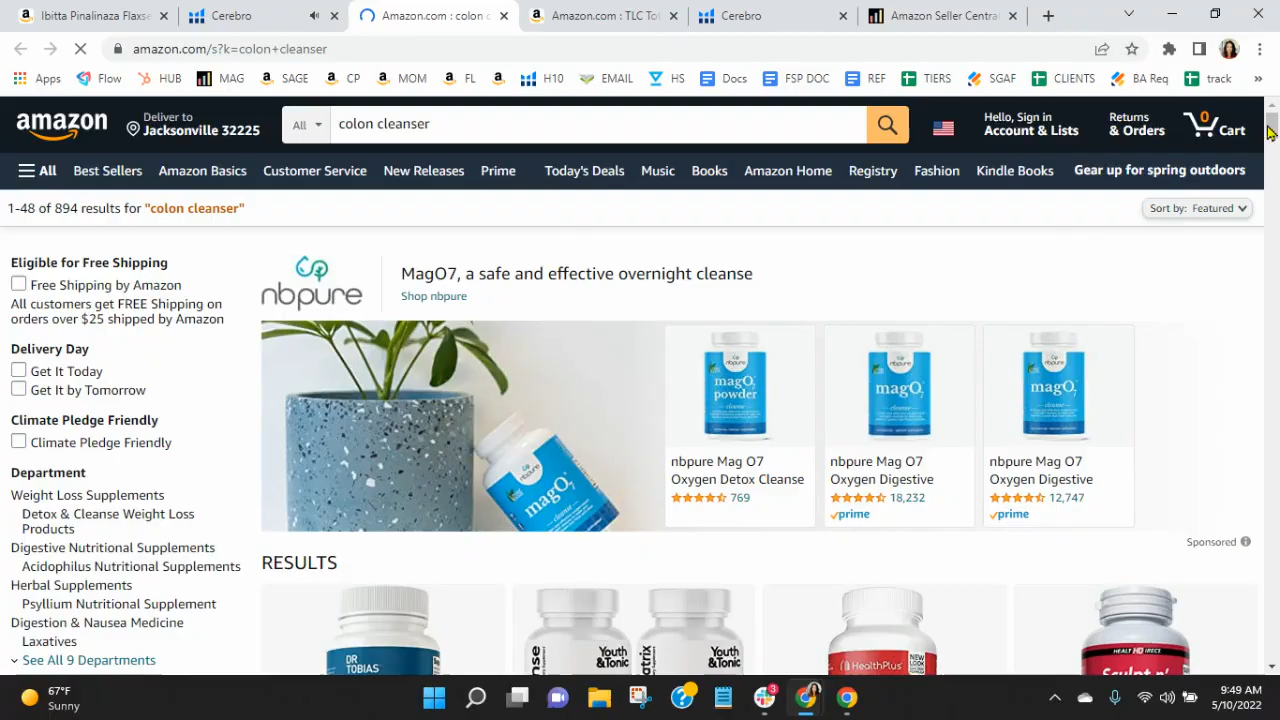 Ibitta Pinalinaza Flaxse
Cerebro
Amazon.com : colon c
Amazon.com : TLC To
Cerebro
Amazon Seller Centra
amazon.com/s?k=colon+cleanser
Apps
Flow
HUB
MAG
SAGE
CP
MOM
FL
H10
EMAIL
HS
Docs
FSP DOC
REF
TIERS
SGAF
CLIENTS
BA Req
track
amazon
Deliver to
Jacksonville 32225
All
colon cleanser
Hello, Sign in
Account & Lists
Returns
& Orders
0
Cart
All
Best Sellers
Amazon Basics
Customer Service
New Releases
Prime
Today's Deals
Music
Books
Amazon Home
Registry
Fashion
Kindle Books
Gear up for spring outdoors
1-48 of 894 results for "colon cleanser"
Sort by: Featured
Eligible for Free Shipping
Free Shipping by Amazon
All customers get FREE Shipping on
orders over $25 shipped by Amazon
Delivery Day
Get It Today
Get It by Tomorrow
Climate Pledge Friendly
Climate Pledge Friendly
Department
Weight Loss Supplements
Detox & Cleanse Weight Loss
Products
Digestive Nutritional Supplements
Acidophilus Nutritional Supplements
Herbal Supplements
Psyllium Nutritional Supplement
Digestion & Nausea Medicine
Laxatives
See All 9 Departments
nbpure
MagO7, a safe and effective overnight cleanse
Shop nbpure
nbpure
magO7
nbpure
magO7
powder
cleanse
nbpure
magO7
cleanse
nbpure
magO7
cleanse
nbpure Mag O7
Oxygen Detox Cleanse
769
nbpure Mag O7
Oxygen Digestive
18,232
prime
nbpure Mag O7
Oxygen Digestive
12,747
prime
Sponsored
RESULTS
DR
TOBIAS
Youth
&Tonic
Youth
&Tonic
HealthPlus
NEW
LOOK
HEALTH DIRECT
Sculpt n'
67°F
Sunny
3
9:49 AM
5/10/2022